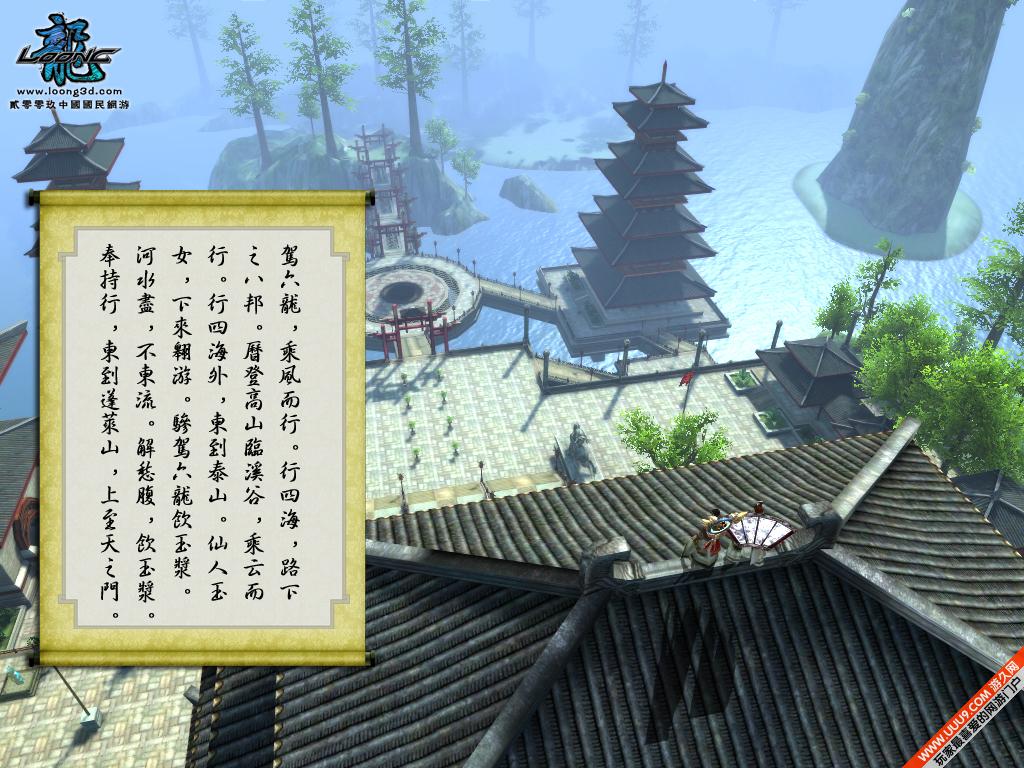 龍
LOONG
www.loong3d.com
貳零零玖中國國民網游
駕六龍，乘風而行。行四海，路下
之八邦。曆登高山臨溪谷，乘云而
行。行四海外，東到泰山。仙人玉
女，下來翱游。驂駕六龍飲玉漿。
河水盡，不東流。解愁腹，飲玉漿。
奉持行，東到蓬萊山，上至天之門。
WWW.UUU9.COM 游久网
玩家最喜爱的网游门户